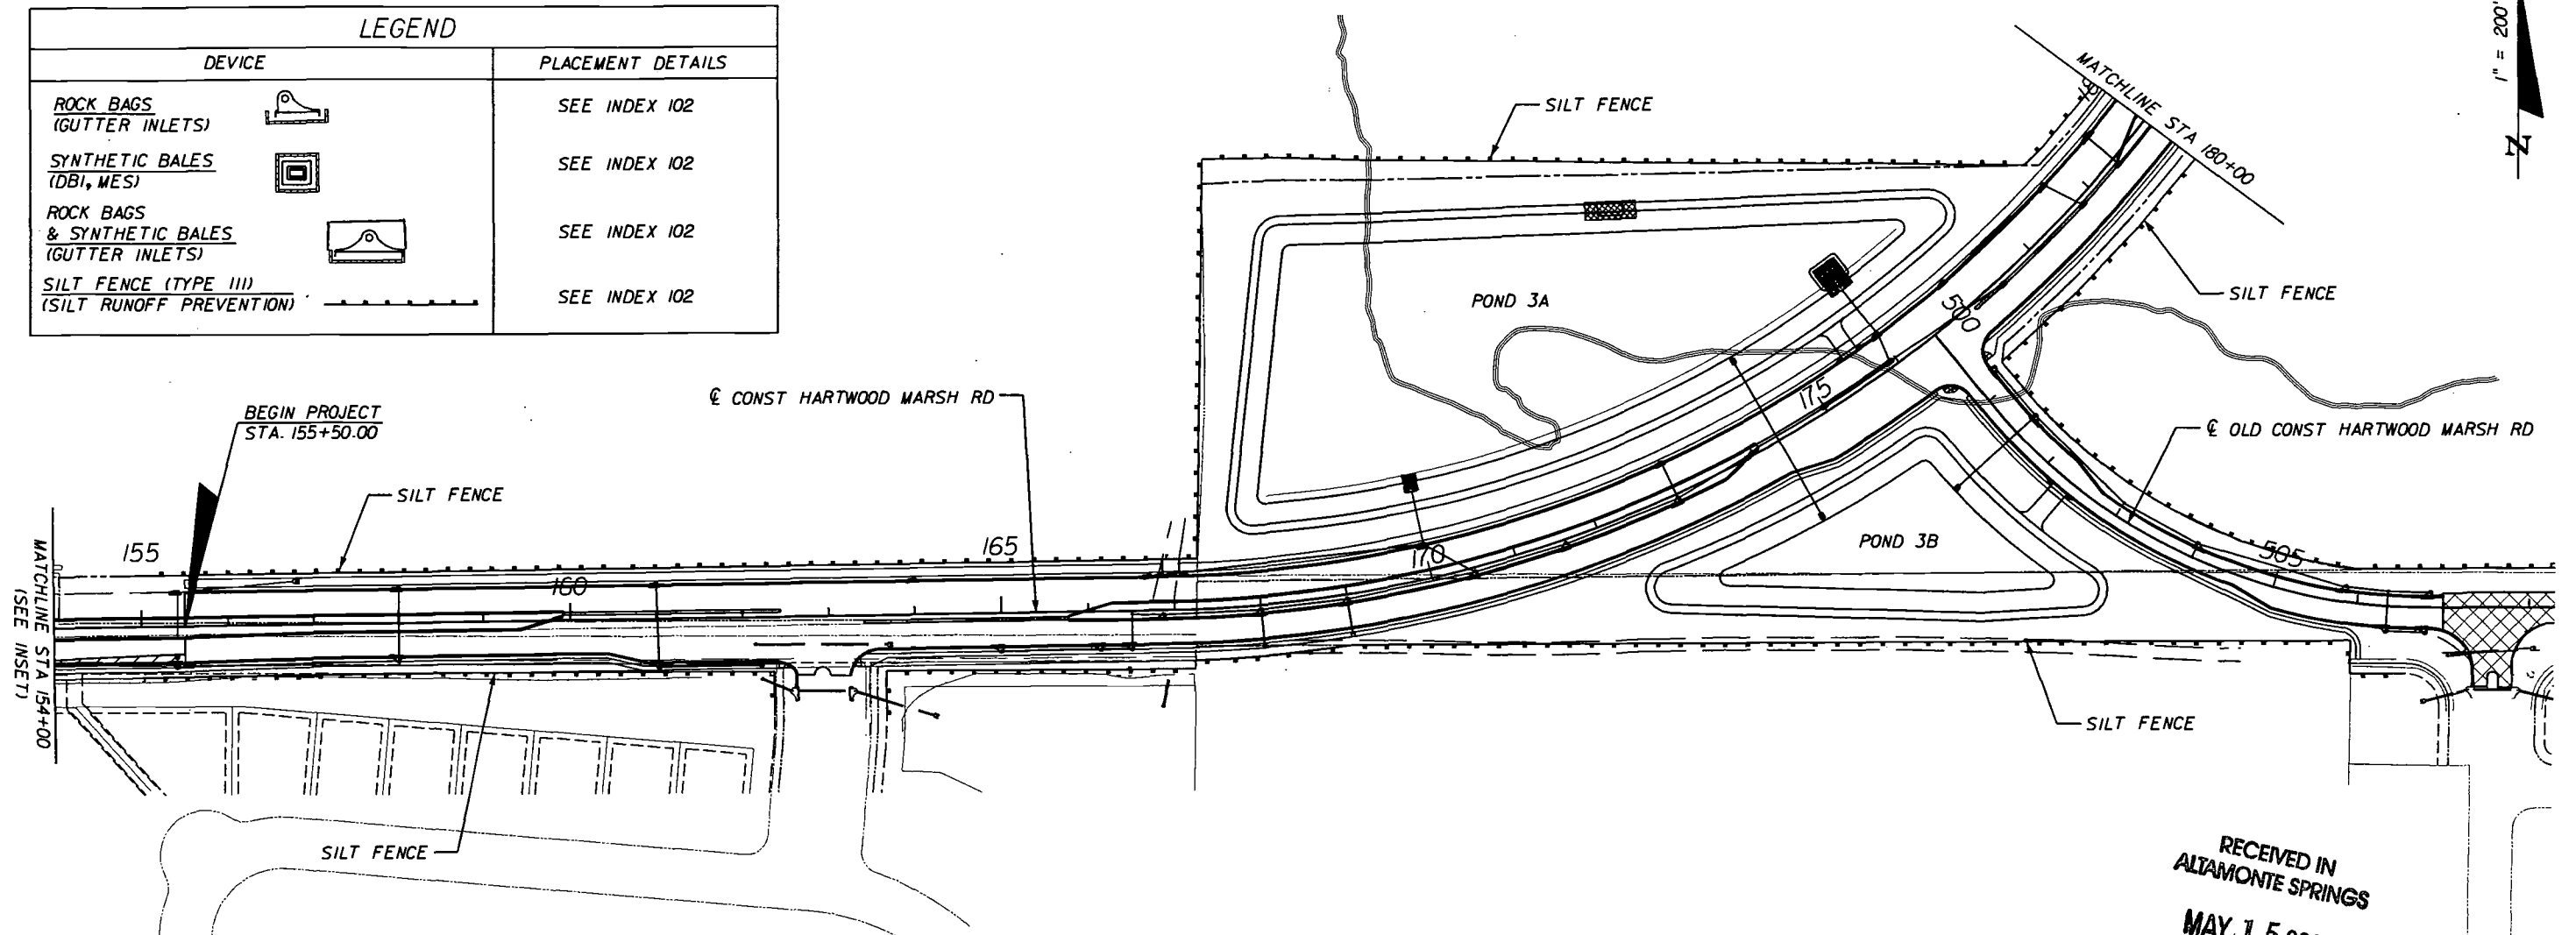 LEGEND
DEVICE
PLACEMENT DETAILS
ROCK BAGS
(GUTTER INLETS)
SEE INDEX 102
SYNTHETIC BALES
(DBI, MES)
SEE INDEX 102
ROCK BAGS
& SYNTHETIC BALES
(GUTTER INLETS)
SEE INDEX 102
SILT FENCE (TYPE III)
(SILT RUNOFF PREVENTION)
SEE INDEX 102
1" = 200'
N
MATCHLINE STA 180+00
SILT FENCE
SILT FENCE
POND 3A
500
175
℄ CONST HARTWOOD MARSH RD
BEGIN PROJECT
STA. 155+50.00
℄ OLD CONST HARTWOOD MARSH RD
SILT FENCE
155
160
165
170
POND 3B
505
MATCHLINE STA 154+00
(SEE INSET)
SILT FENCE
SILT FENCE
RECEIVED IN
ALTAMONTE SPRINGS
MAY 15